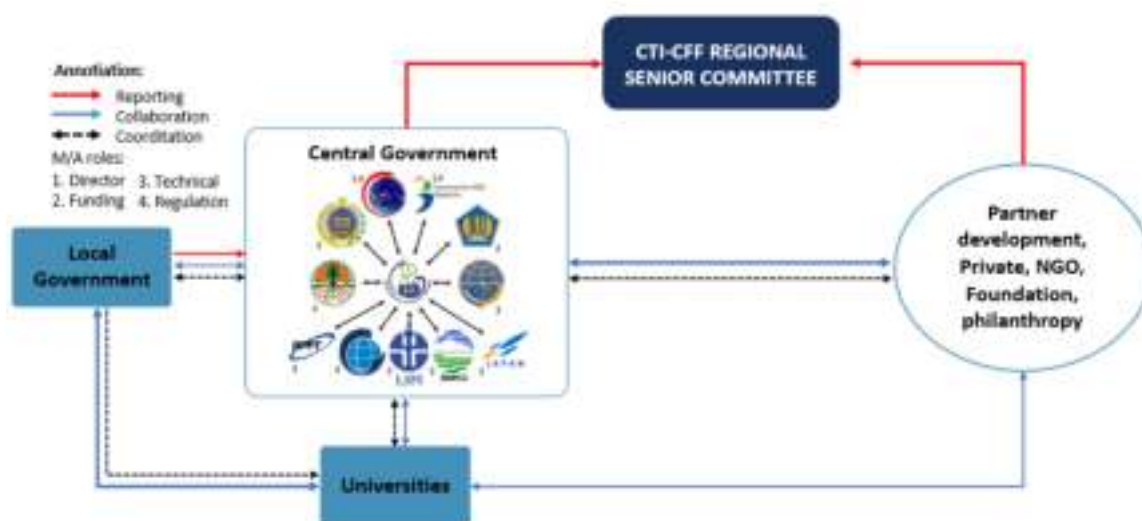 CTI-CFF REGIONAL
SENIOR COMMITTEE
Annotiation:
Reporting
Collaboration
Coorditation
M/A roles:
1. Director 3. Technical
2. Funding 4. Regulation
Central Government
Local
Government
Partner
development,
Private, NGO,
Foundation,
philanthropy
Universities